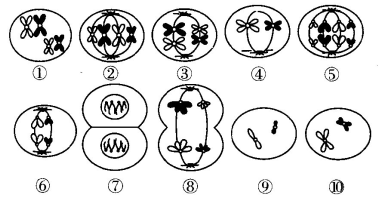 ① ② ③ ④ ⑤
⑥ ⑦ ⑧ ⑨ ⑩